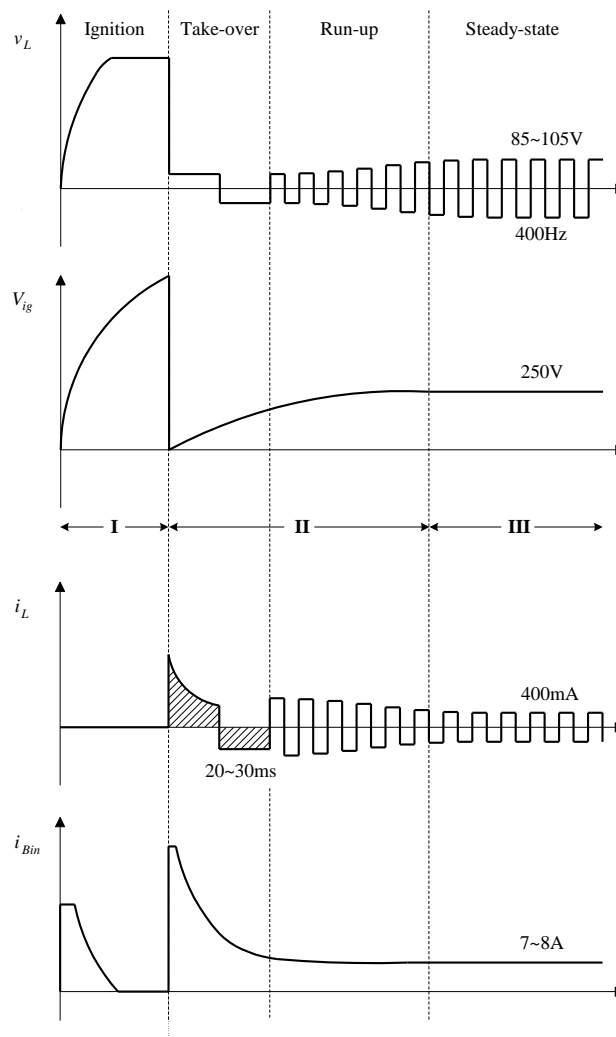 Ignition Take-over Run-up Steady-state
v_L
85~105V
400Hz
V_ig
250V
I II III
i_L
400mA
20~30ms
i_Bin
7~8A